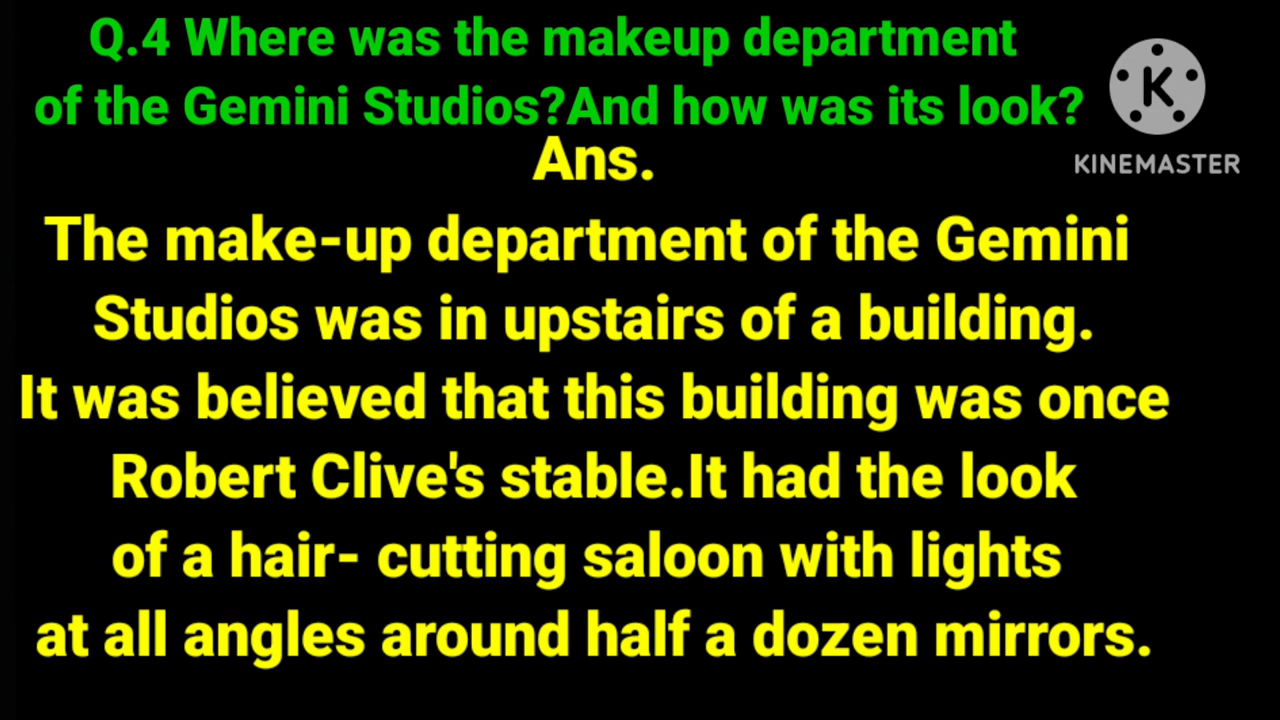 Q.4 Where was the makeup department
of the Gemini Studios?And how was its look?
K
KINEMASTER
Ans.
The make-up department of the Gemini
Studios was in upstairs of a building.
It was believed that this building was once
Robert Clive's stable.It had the look
of a hair- cutting saloon with lights
at all angles around half a dozen mirrors.